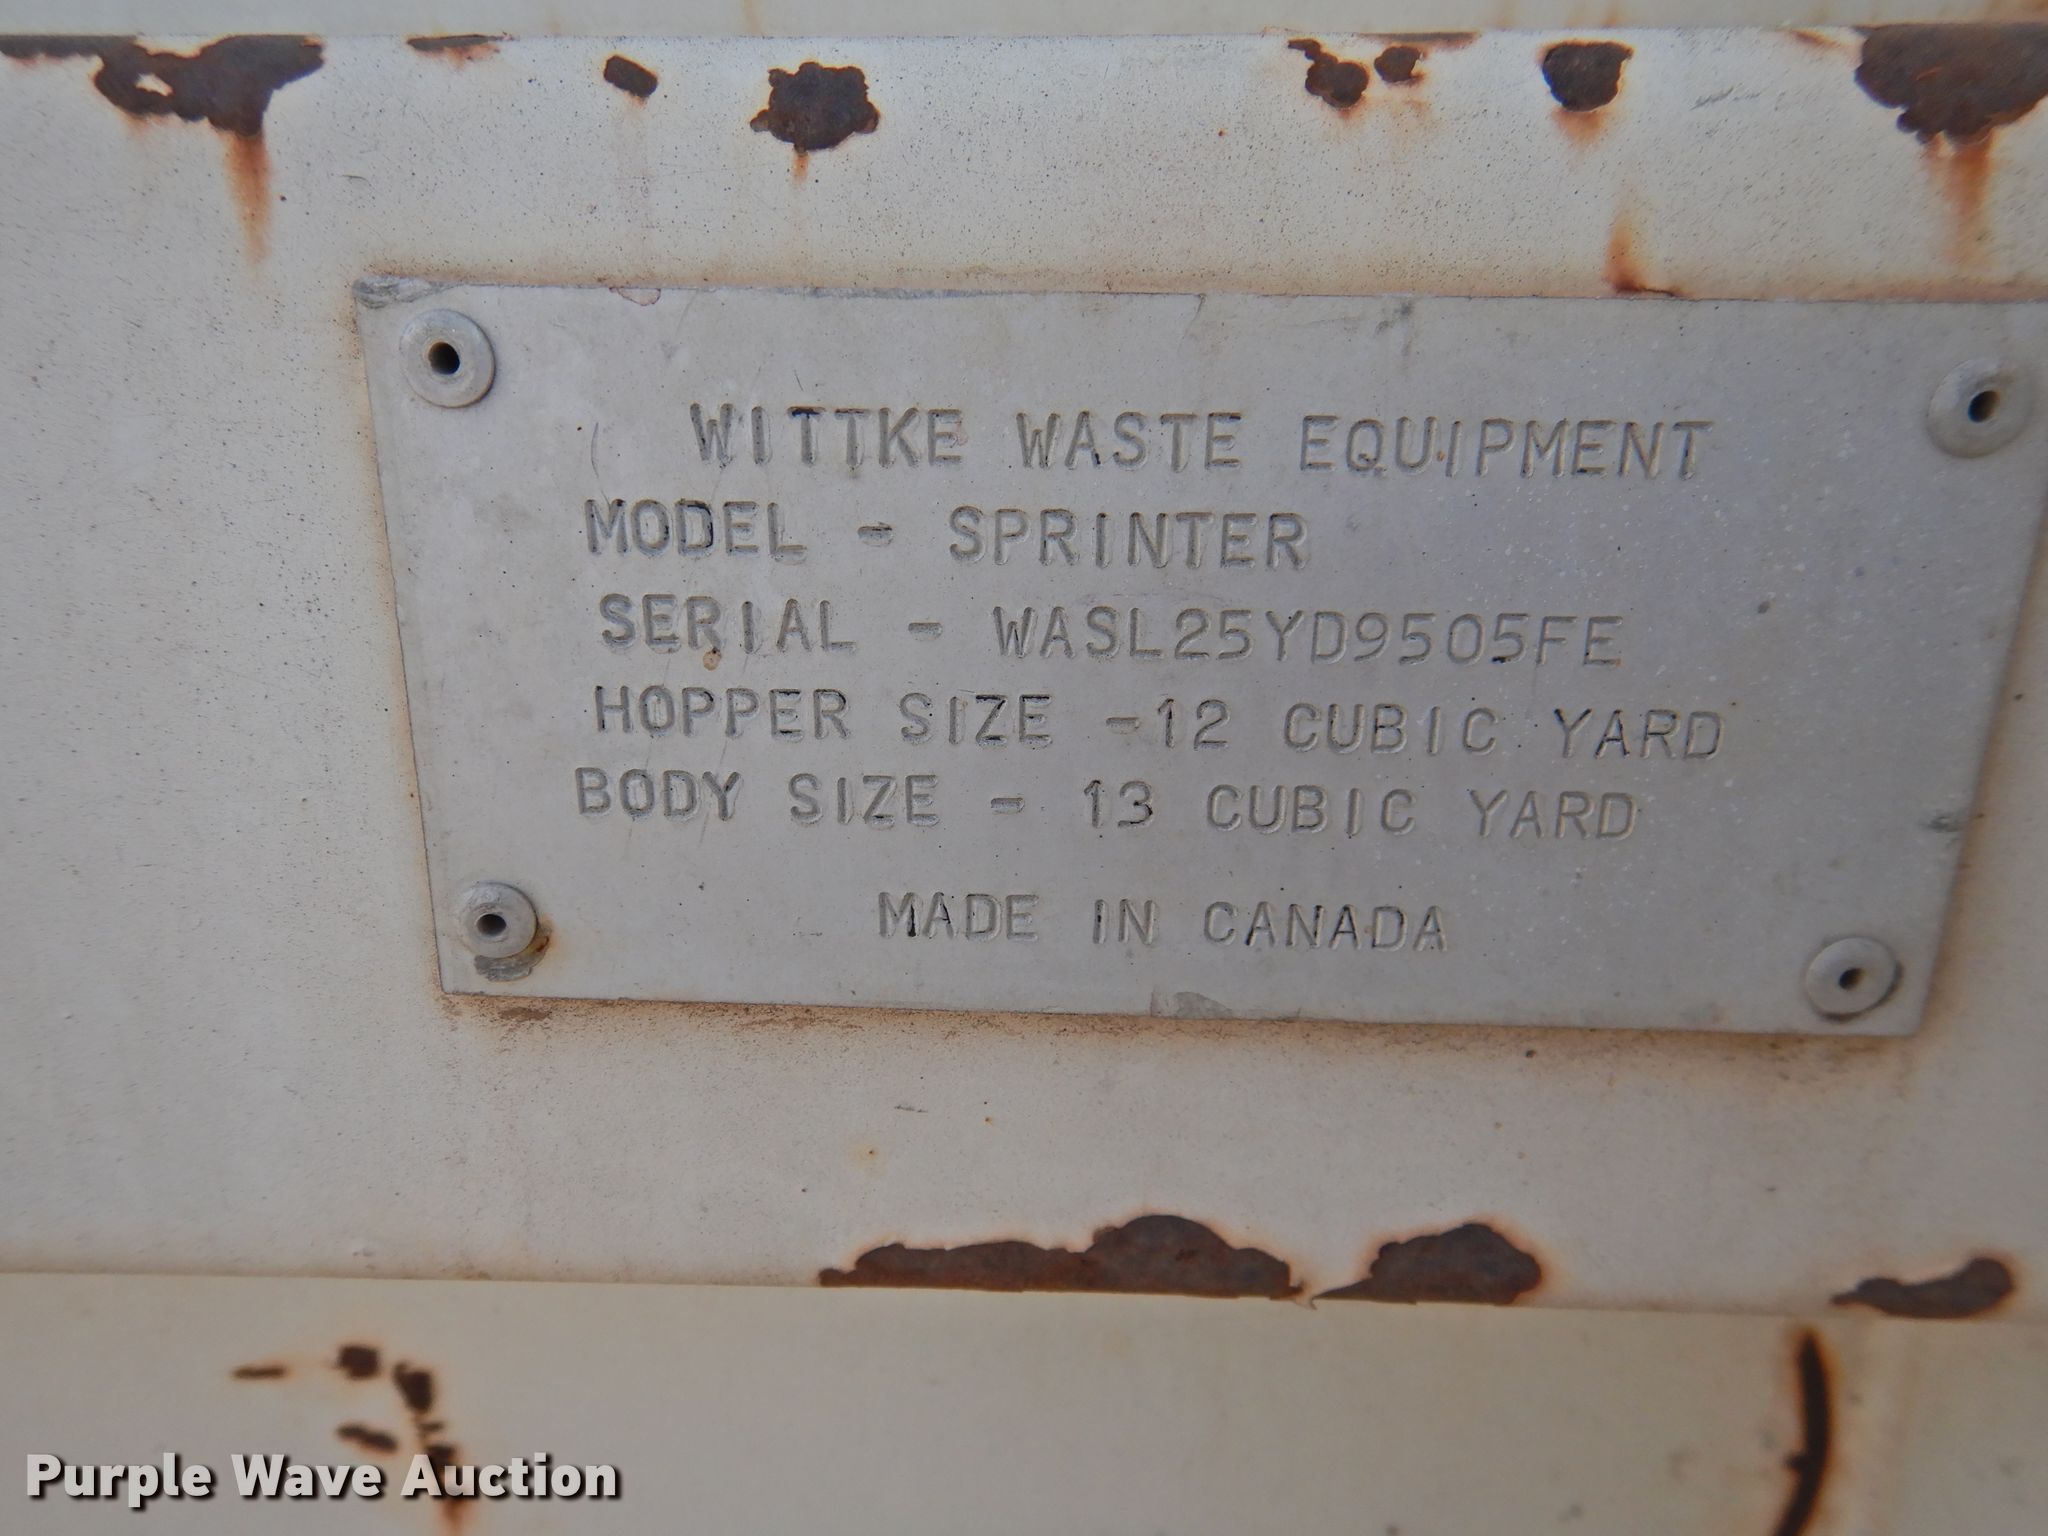 WITTKE WASTE EQUIPMENT
MODEL - SPRINTER
SERIAL - WASL25YD9505FE
HOPPER SIZE -12 CUBIC YARD
BODY SIZE - 13 CUBIC YARD
MADE IN CANADA
Purple Wave Auction